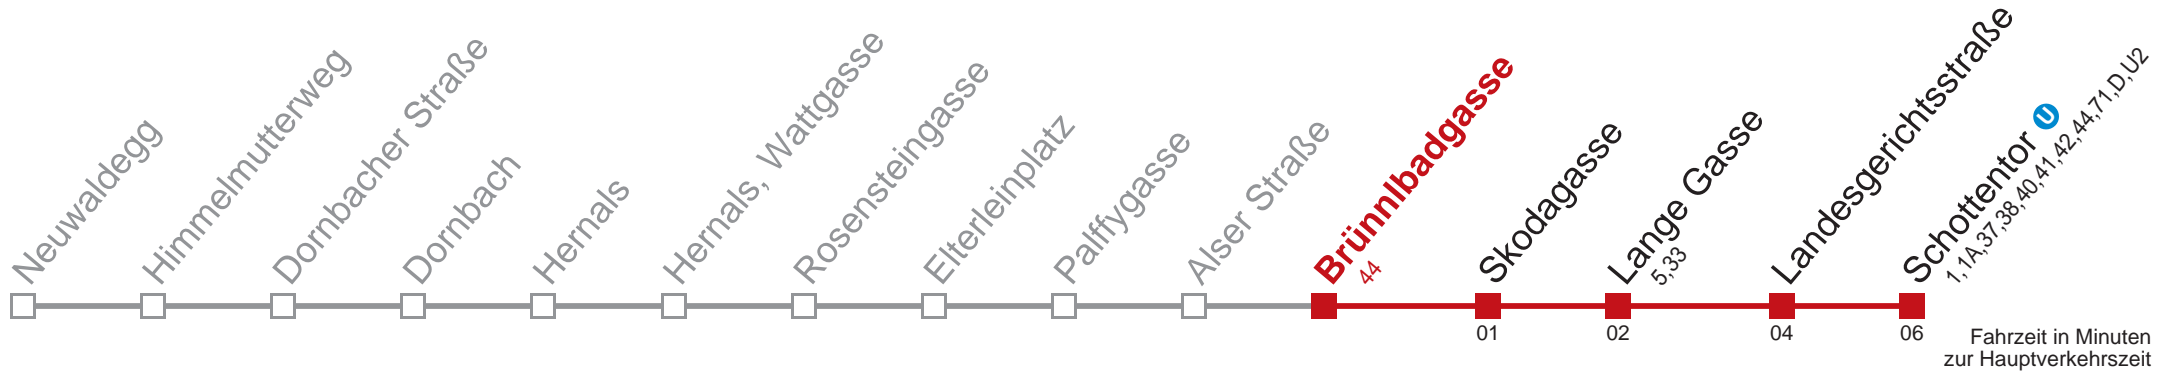 Neuwaldegg
Himmelmutterweg
Dornbacher Straße
Dornbach
Hernals
Hernals, Wattgasse
Rosensteingasse
Elterleinplatz
Palffygasse
Alser Straße
Brünnlbadgasse
44
Skodagasse
Lange Gasse
5,33
Landesgerichtsstraße
Schottentor U
1,1A,37,38,40,41,42,44,71,D,U2
01
02
04
06
Fahrzeit in Minuten
zur Hauptverkehrszeit